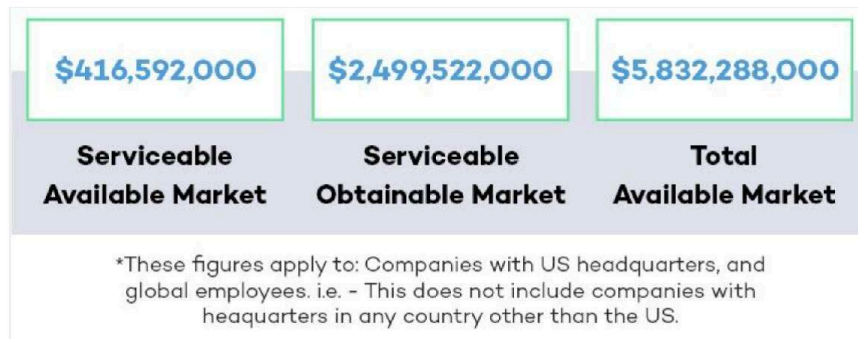 $416,592,000
Serviceable
Available Market
$2,499,522,000
Serviceable
Obtainable Market
$5,832,288,000
Total
Available Market
*These figures apply to: Companies with US headquarters, and
global employees. i.e. - This does not include companies with
heaquarters in any country other than the US.